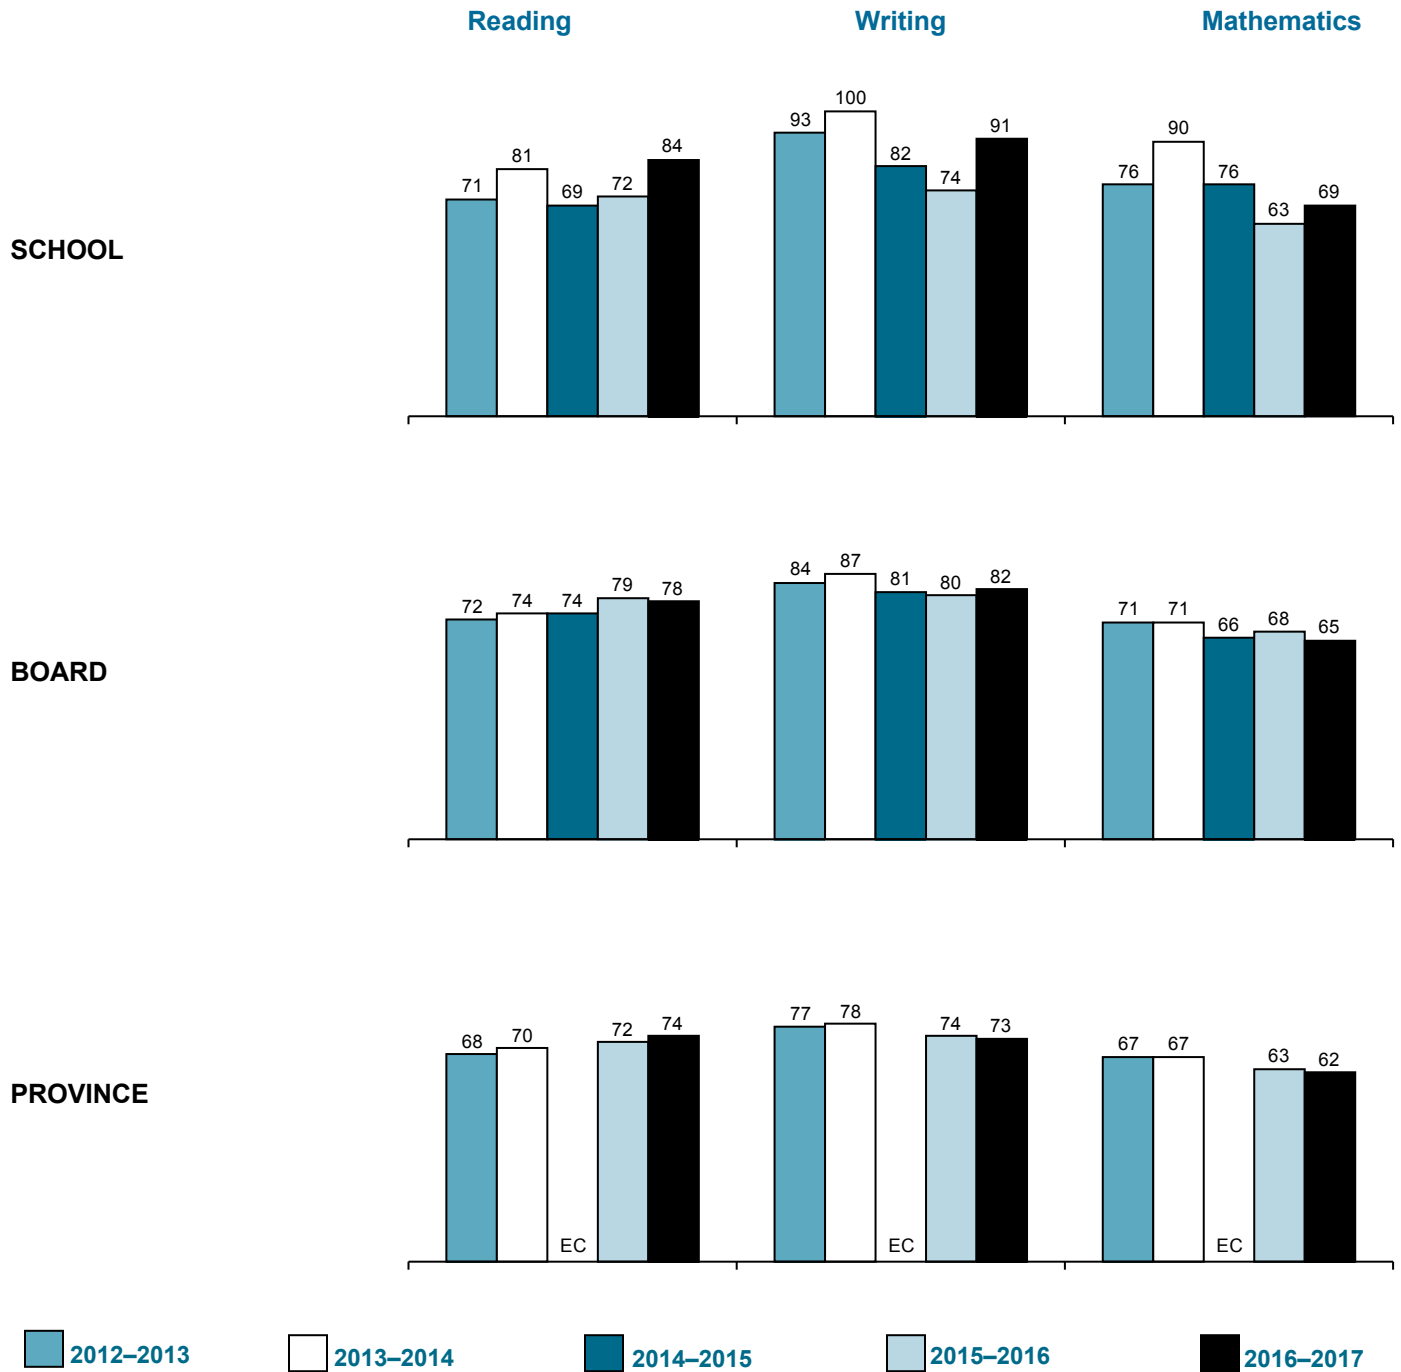 Reading Writing Mathematics
SCHOOL
71 81 69 72 84 93 100 82 74 91 76 90 76 63 69
BOARD
72 74 74 79 78 84 87 81 80 82 71 71 66 68 65
PROVINCE
68 70 EC 72 74 77 78 EC 74 73 67 67 EC 63 62
2012–2013 2013–2014 2014–2015 2015–2016 2016–2017